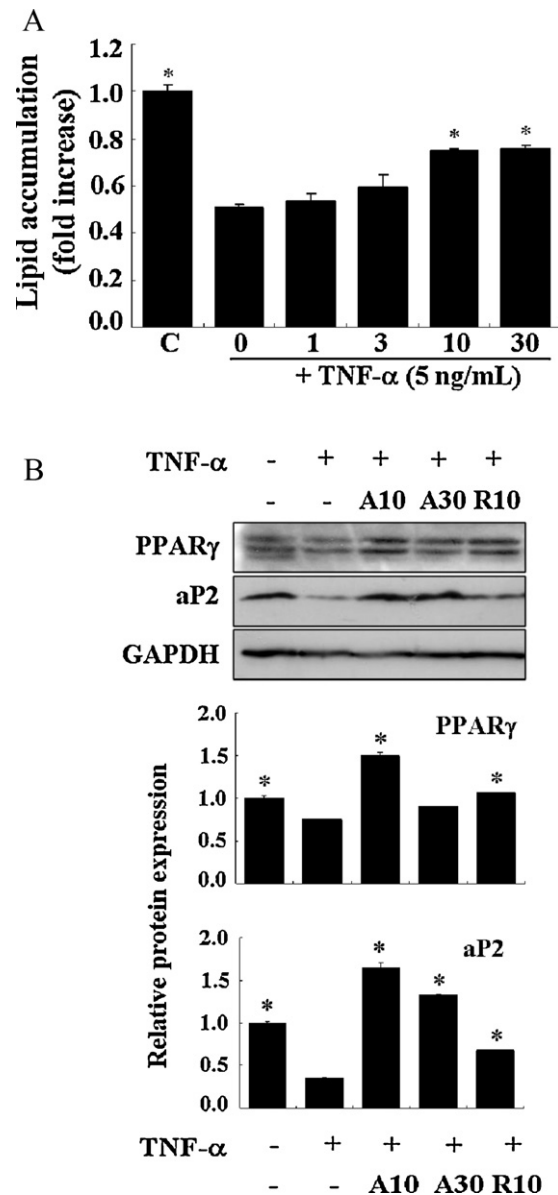 A
Lipid accumulation
(fold increase)
1.2
1.0
0.8
0.6
0.4
0.2
0.0
*
*
*
C 0 1 3 10 30
+ TNF-α (5 ng/mL)
B
TNF-α - + + + +
- - A10 A30 R10
PPARγ
aP2
GAPDH
Relative protein expression
2.0
1.5
1.0
0.5
0.0
PPARγ
*
*
*
2.0
1.5
1.0
0.5
0.0
aP2
*
*
*
*
TNF-α - + + + +
- - A10 A30 R10